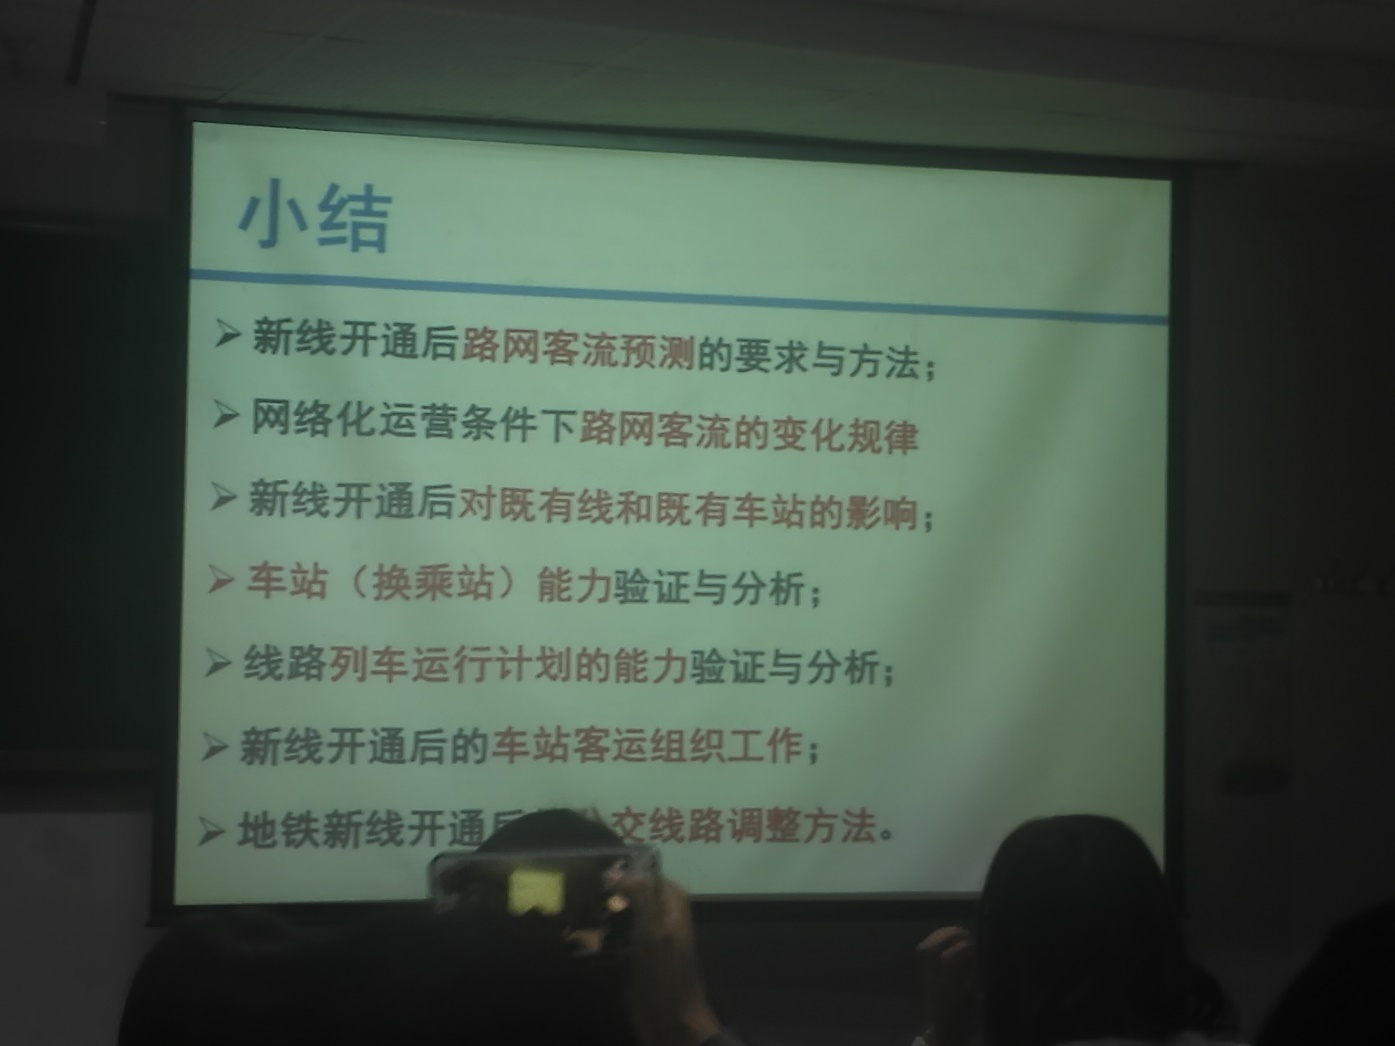 小结
新线开通后路网客流预测的要求与方法；
网络化运营条件下路网客流的变化规律
新线开通后对既有线和既有车站的影响；
车站（换乘站）能力验证与分析；
线路列车运行计划的能力验证与分析；
新线开通后的车站客运组织工作；
地铁新线开通后 交线路调整方法。